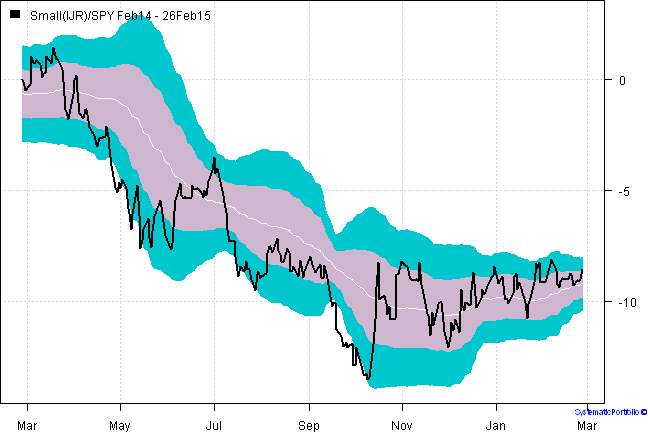 Small(IJR)/SPY Feb14 - 26Feb15
0
-5
-10
Mar May Jul Sep Nov Jan Mar
SystematicPortfolio ©